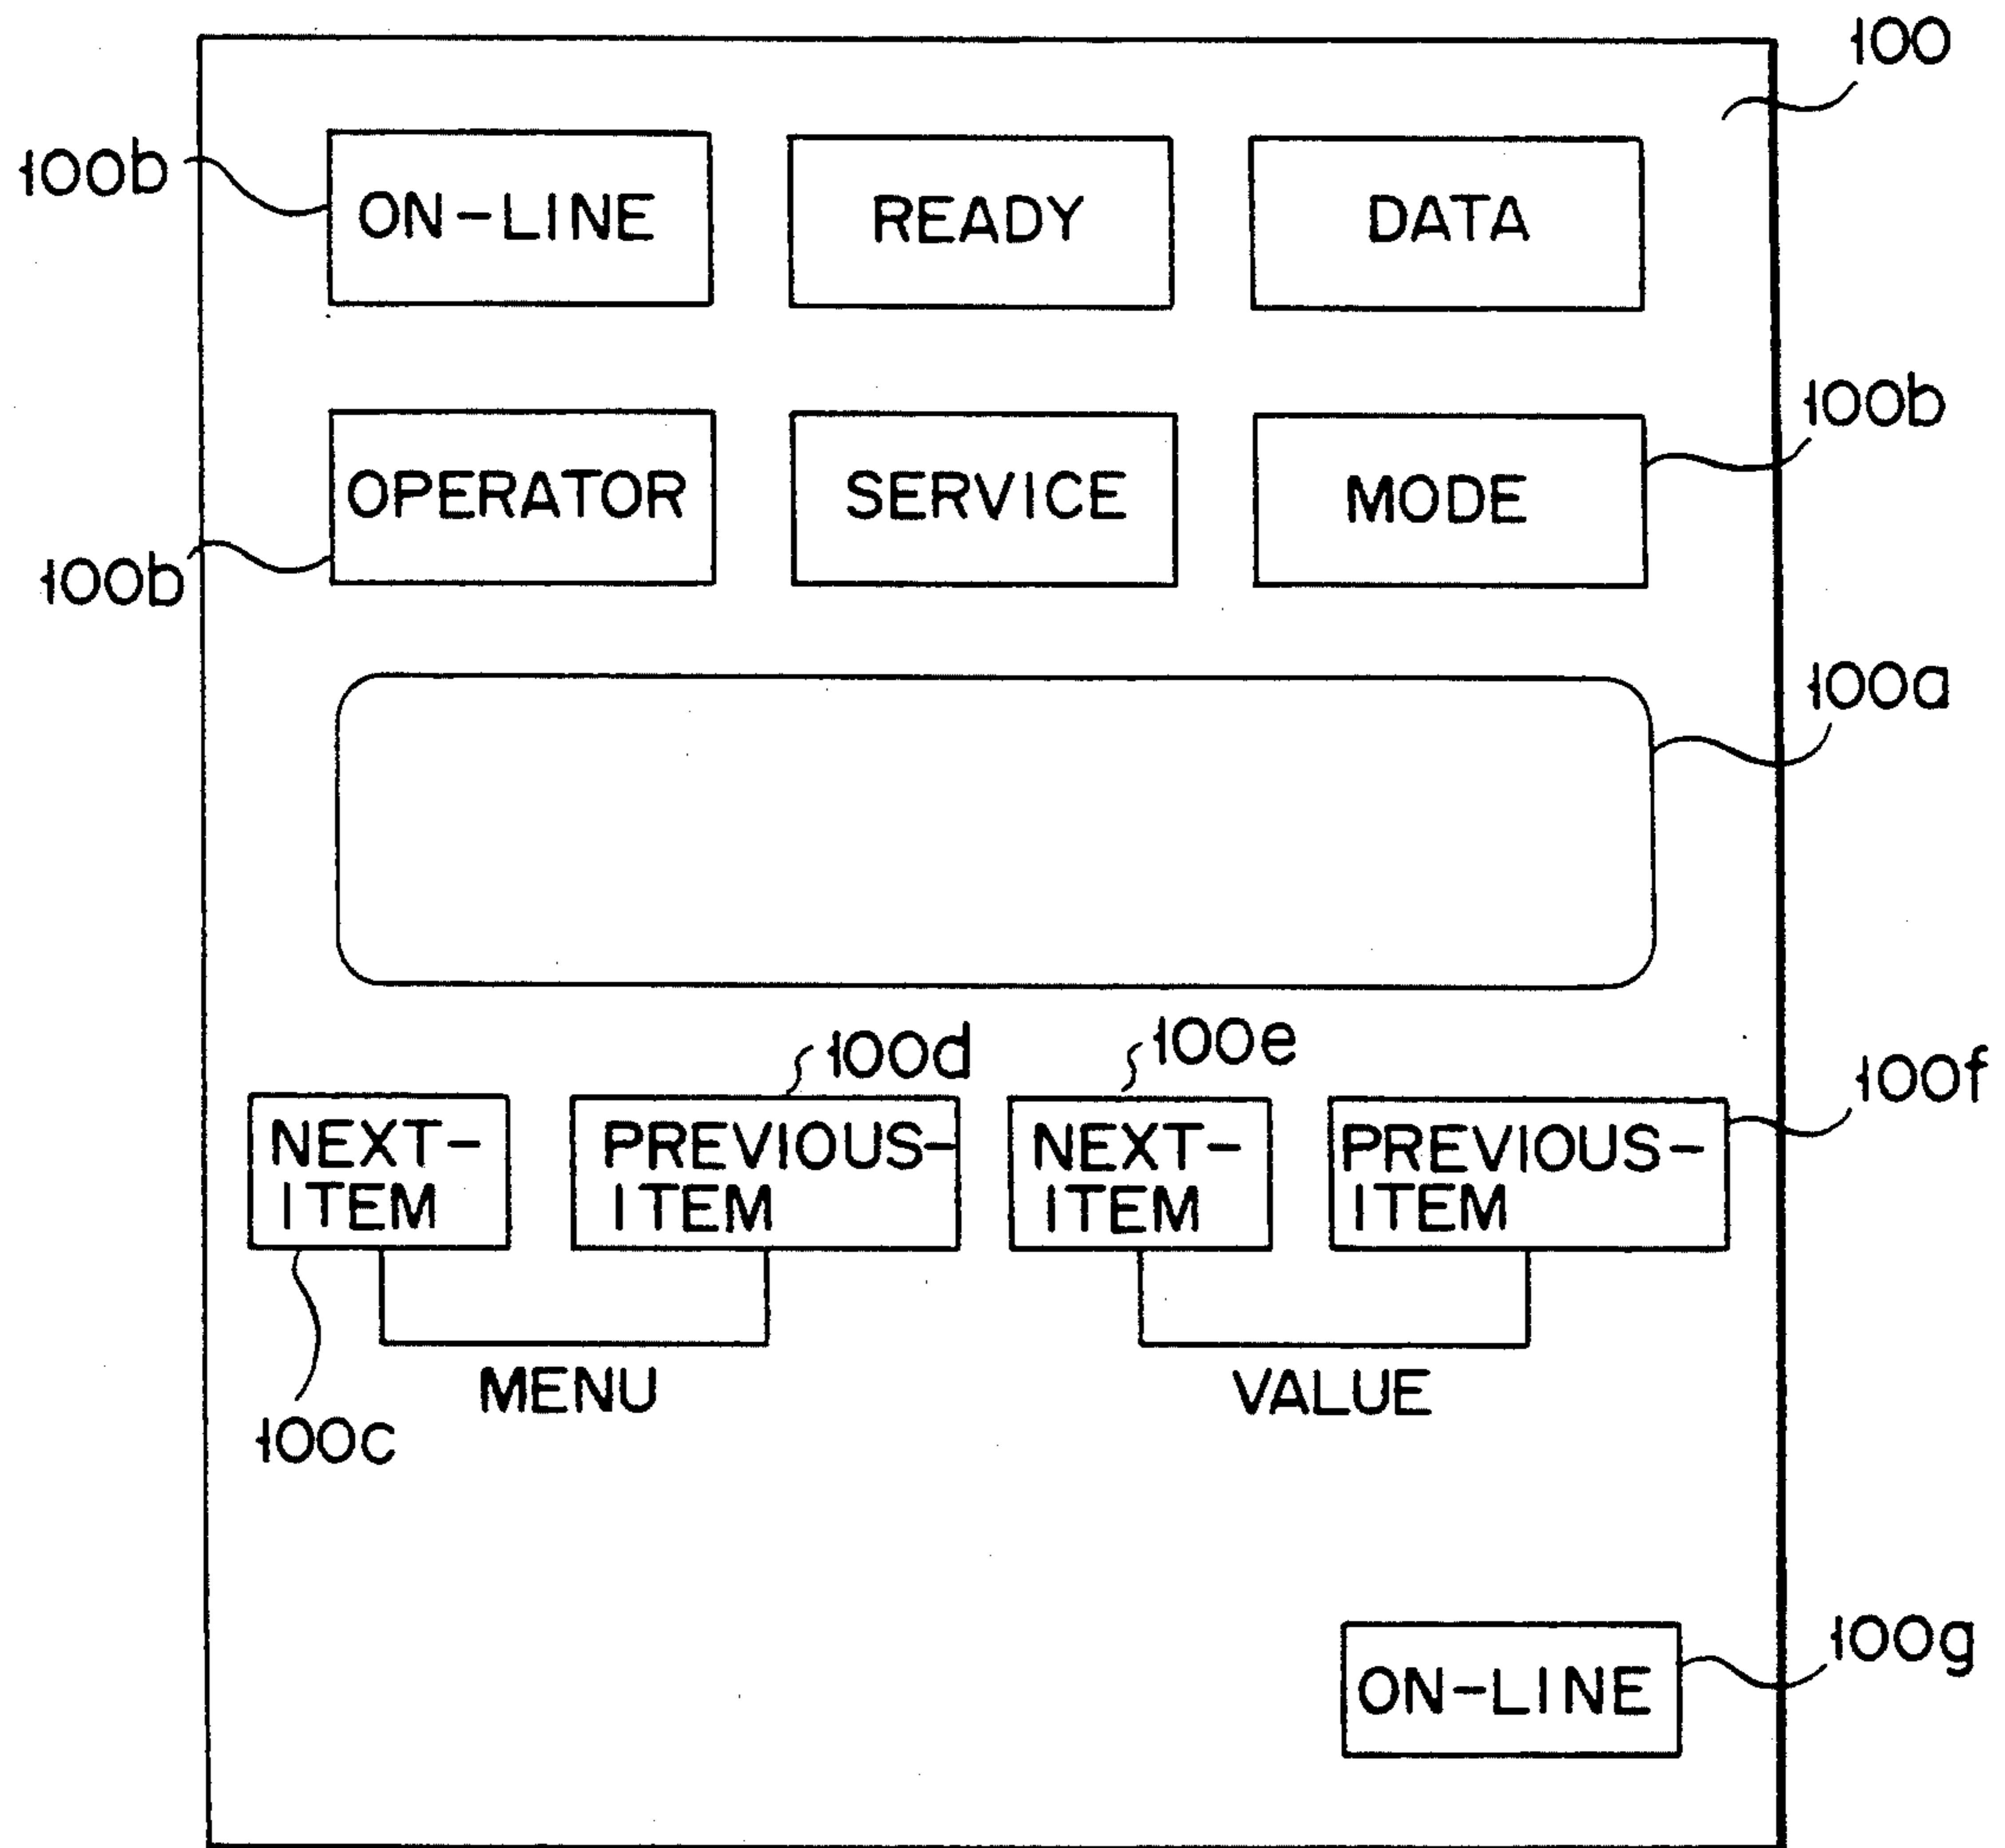 100
100b
ON-LINE
READY
DATA
100b
OPERATOR
SERVICE
MODE
100b
100a
100d
100e
100f
NEXT-
ITEM
PREVIOUS-
ITEM
NEXT-
ITEM
PREVIOUS-
ITEM
MENU
VALUE
100c
100g
ON-LINE